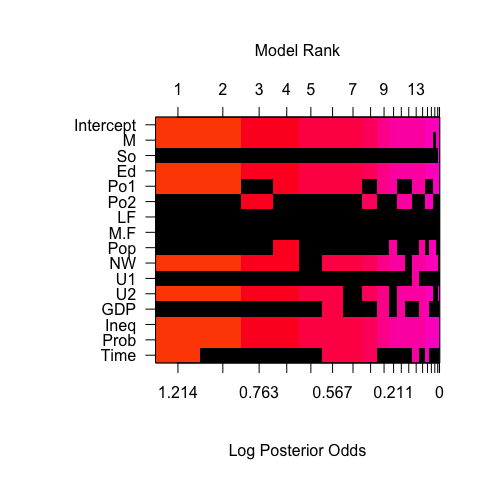 Model Rank
1 2 3 4 5 7 9 13
Intercept
M
So
Ed
Po1
Po2
LF
M.F
Pop
NW
U1
U2
GDP
Ineq
Prob
Time
1.214 0.763 0.567 0.211 0
Log Posterior Odds